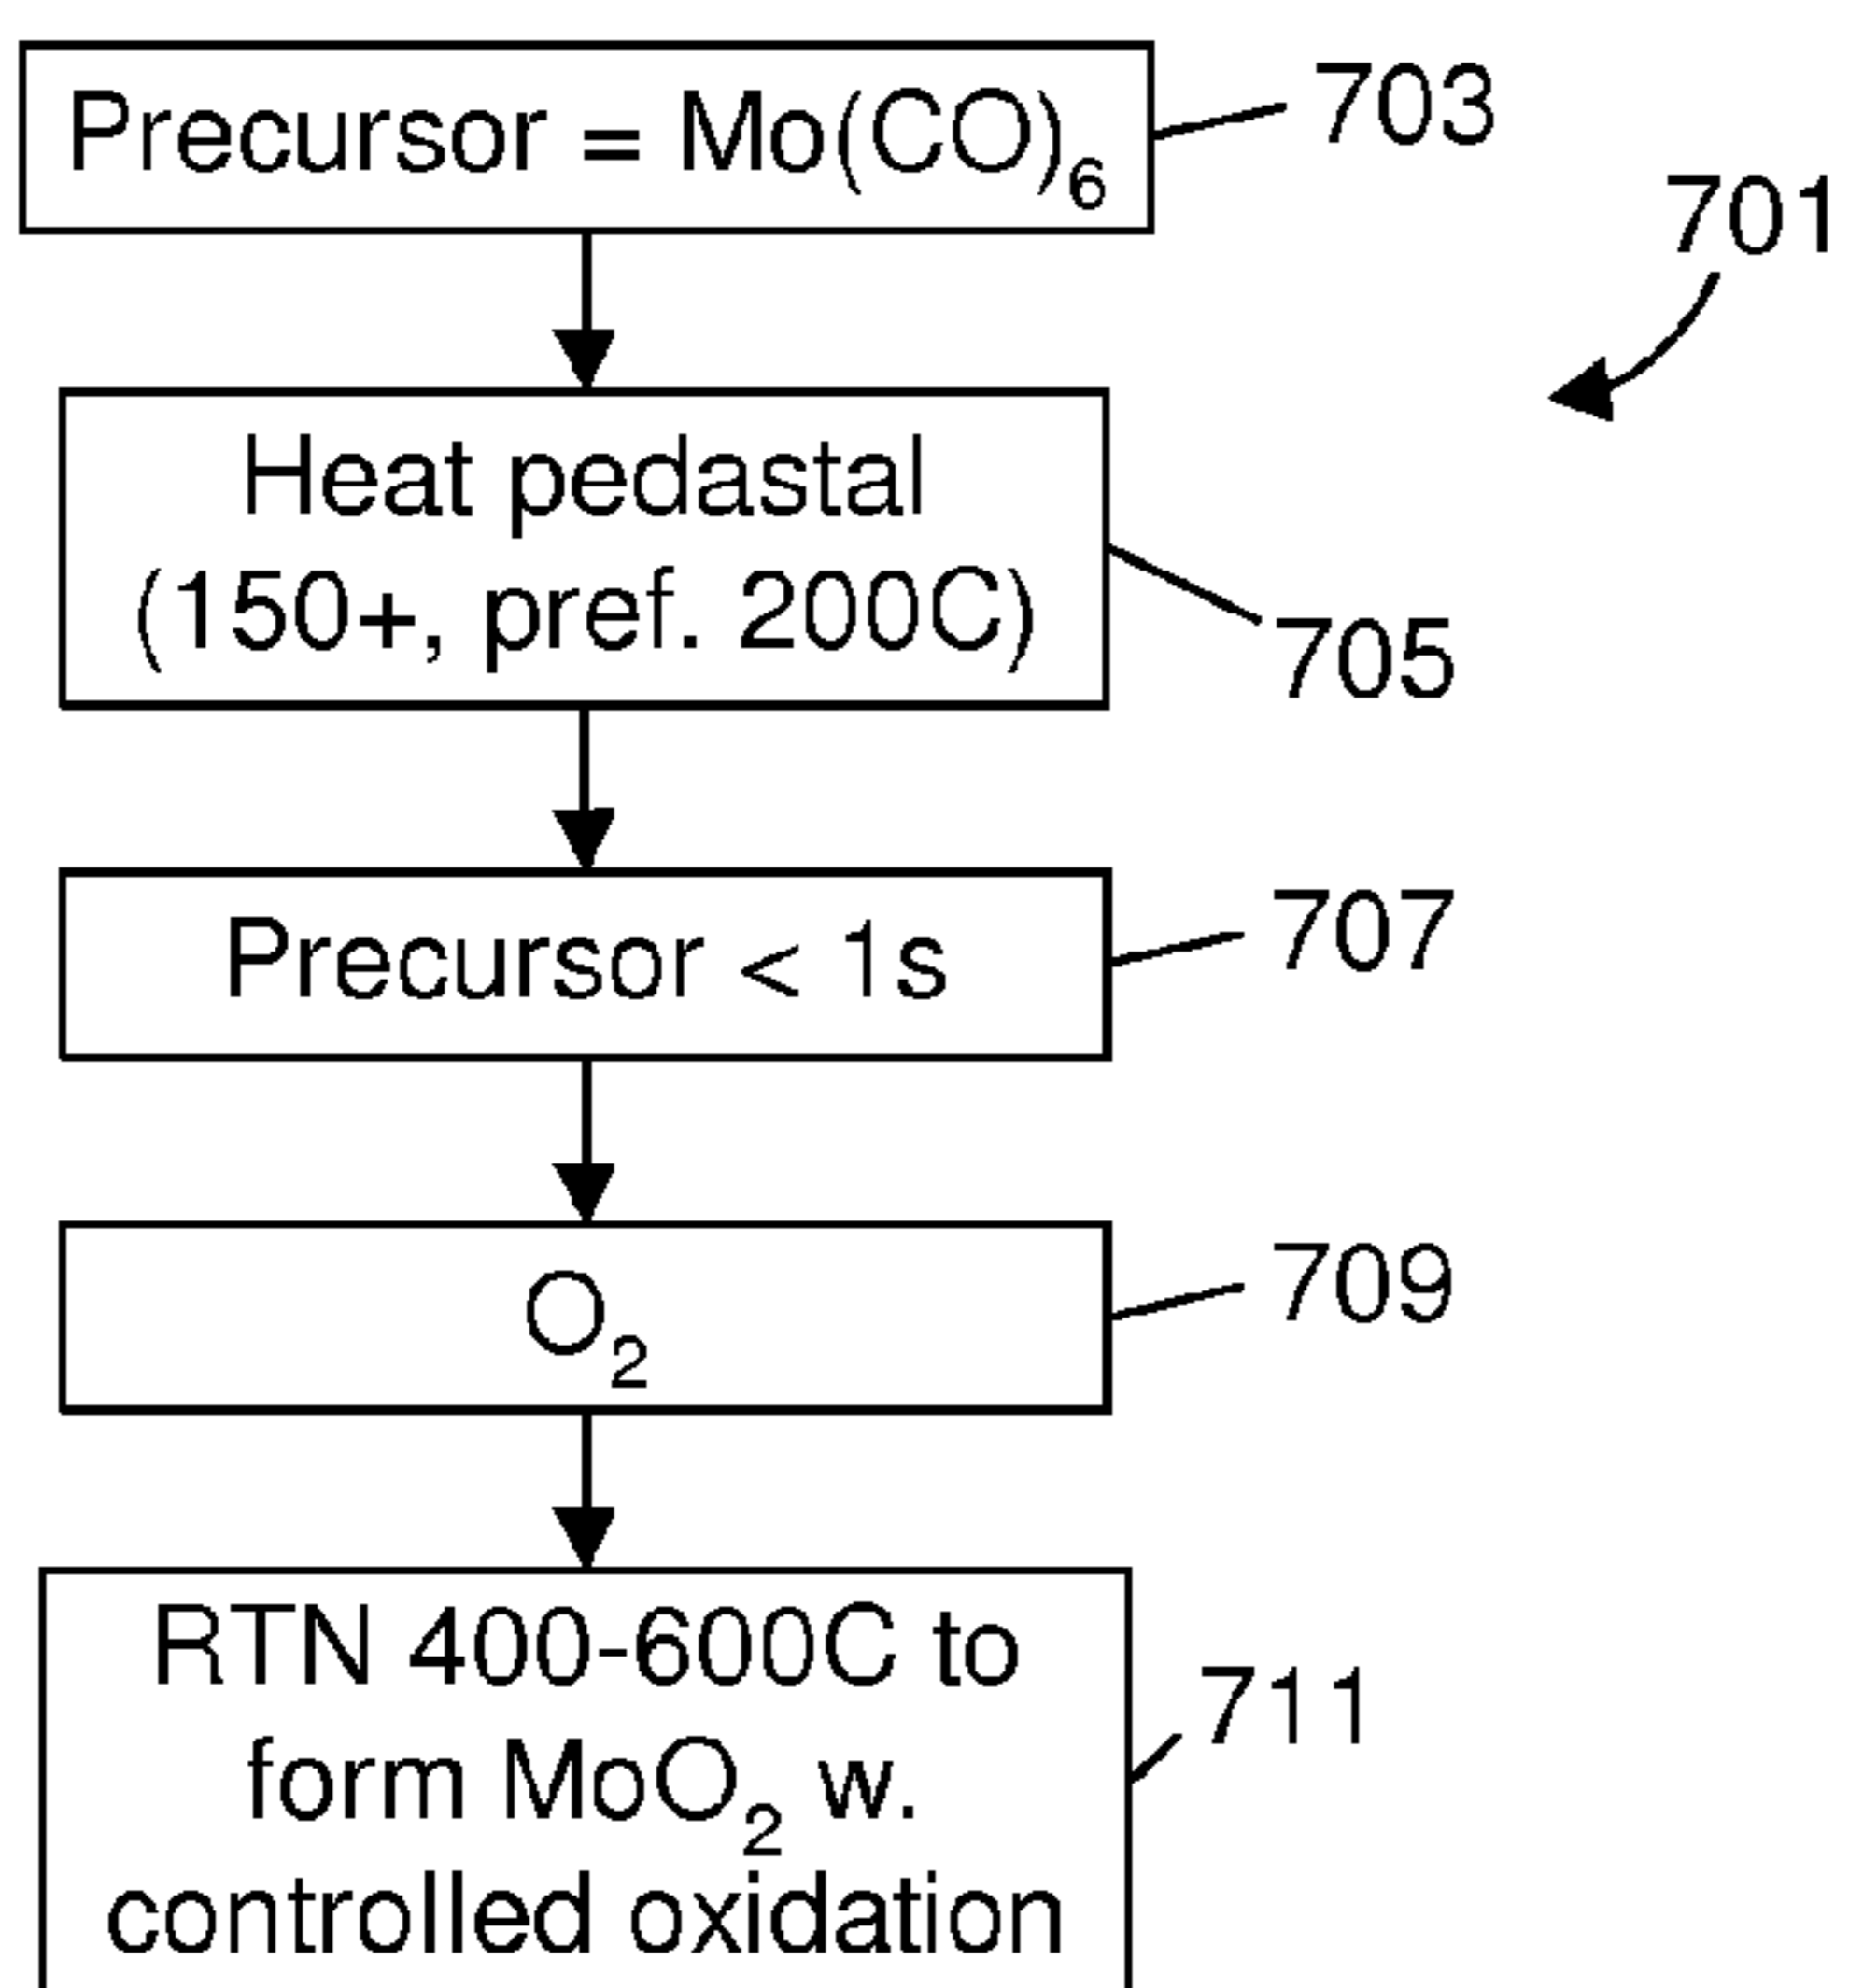 Precursor = Mo(CO)6
703
701
Heat pedastal
(150+, pref. 200C)
705
Precursor < 1s
707
O2
709
RTN 400-600C to
form MoO2 w.
controlled oxidation
711